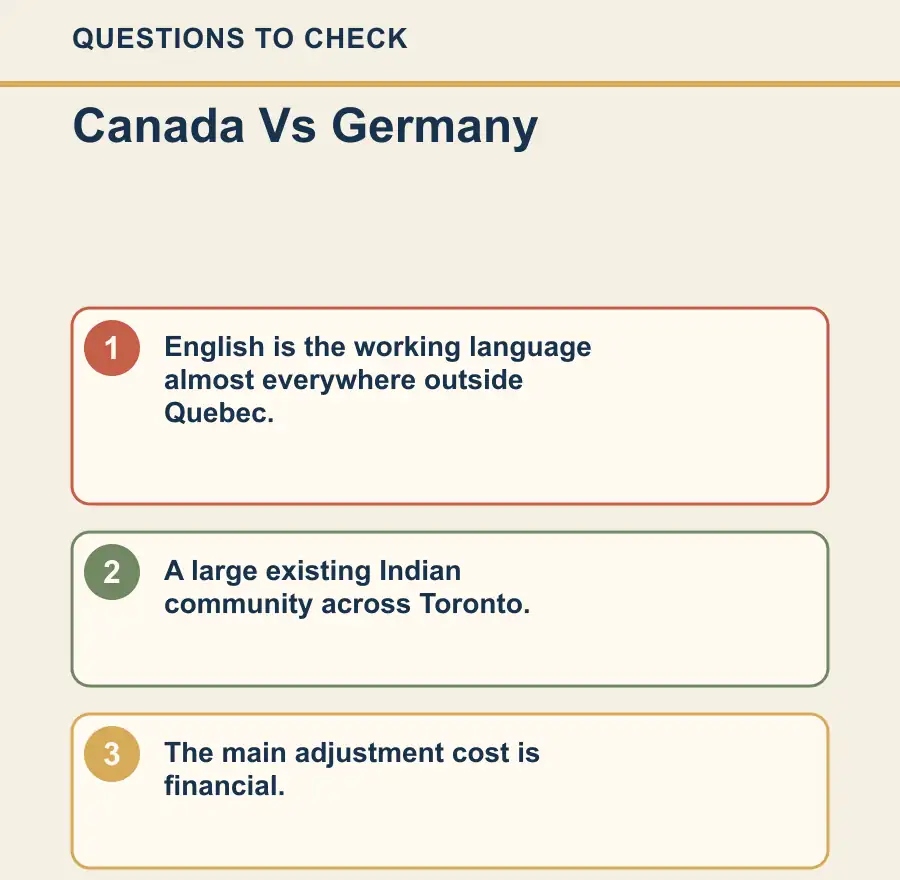 QUESTIONS TO CHECK
Canada Vs Germany
1
English is the working language
almost everywhere outside
Quebec.
2
A large existing Indian
community across Toronto.
3
The main adjustment cost is
financial.